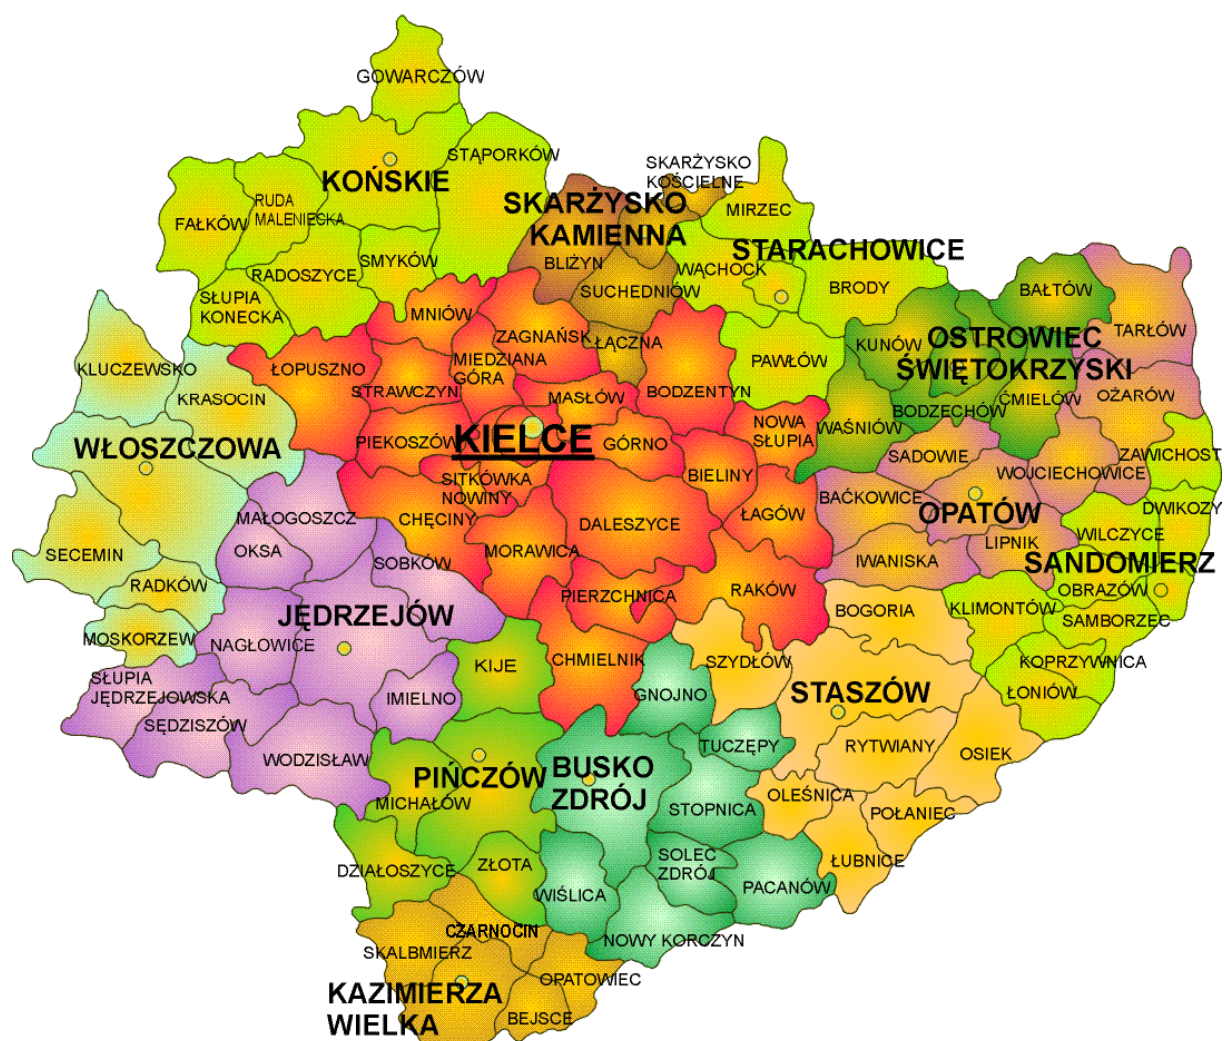 GOWARCZÓW
STĄPORKÓW
KOŃSKIE
SKARŻYSKO
KOŚCIELNE
RUDA
MALENIECKA
FAŁKÓW
SKARŻYSKO
KAMIENNA
MIRZEC
STARACHOWICE
SMYKÓW
RADOSZYCE
BLIŻYN
WĄCHOCK
SUCHEDNIÓW
BRODY
BAŁTÓW
SŁUPIA
KONECKA
MNIÓW
ZAGNAŃSK
ŁĄCZNA
KUNÓW
OSTROWIEC
ŚWIĘTOKRZYSKI
TARŁÓW
KLUCZEWSKO
ŁOPUSZNO
MIEDZIANA
GÓRA
PAWŁÓW
STRAWCZYN
MASŁÓW
BODZENTYN
KRASOCIN
BODZECHÓW
ĆMIELÓW
OŻARÓW
NOWA
SŁUPIA
WAŚNIÓW
WŁOSZCZOWA
PIEKOSZÓW
KIELCE
GÓRNO
SADOWIE
ZAWICHOST
BIELINY
WOJCIECHOWICE
SITKÓWKA
NOWINY
BAĆKOWICE
OPATÓW
DWIKOZY
MAŁOGOSZCZ
CHĘCINY
DALESZYCE
ŁAGÓW
WILCZYCE
SECEMIN
OKSA
SOBKÓW
MORAWICA
IWANISKA
LIPNIK
SANDOMIERZ
RADKÓW
PIERZCHNICA
RAKÓW
OBRAZÓW
JĘDRZEJÓW
BOGORIA
KLIMONTÓW
SAMBORZEC
MOSKORZEW
NAGŁOWICE
KIJE
CHMIELNIK
SZYDŁÓW
KOPRZYWNICA
SŁUPIA
JĘDRZEJOWSKA
IMIELNO
GNOJNO
STASZÓW
ŁONIÓW
SĘDZISZÓW
TUCZĘPY
RYTWIANY
OSIEK
WODZISŁAW
PIŃCZÓW
BUSKO
ZDRÓJ
MICHAŁÓW
STOPNICA
OLEŚNICA
POŁANIEC
DZIAŁOSZYCE
ZŁOTA
SOLEC
ZDRÓJ
ŁUBNICE
WIŚLICA
PACANÓW
CZARNOCIN
NOWY KORCZYN
SKALBMIERZ
OPATOWIEC
KAZIMIERZA
WIELKA
BEJSCE